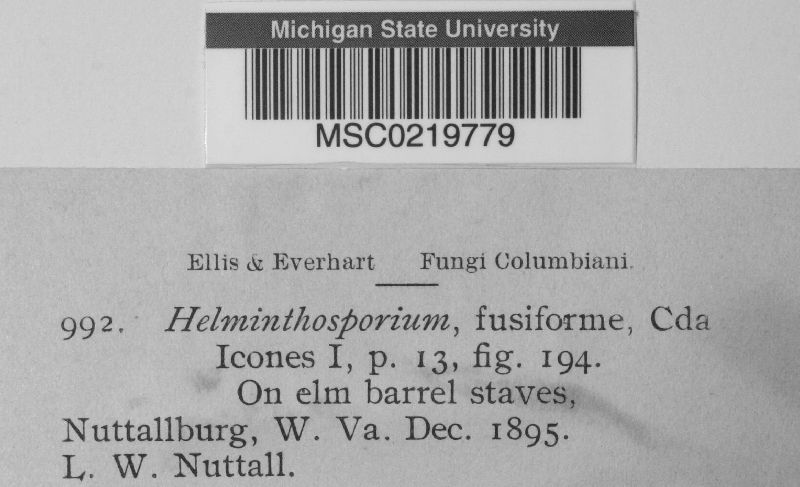 Michigan State University
MSC0219779
Ellis & Everhart Fungi Columbiani.
992. Helminthosporium, fusiforme, Cda
Icones I, p. 13, fig. 194.
On elm barrel staves,
Nuttallburg, W. Va. Dec. 1895.
L. W. Nuttall.